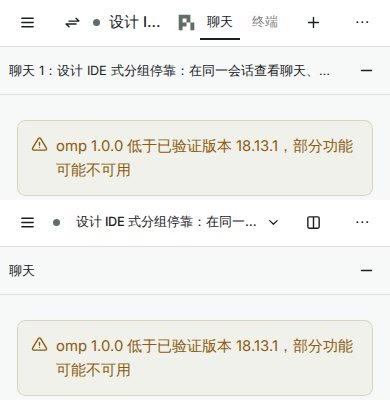 设计 I... 聊天 终端
聊天 1：设计 IDE 式分组停靠：在同一会话查看聊天、...
omp 1.0.0 低于已验证版本 18.13.1，部分功能
可能不可用
设计 IDE 式分组停靠：在同一...
聊天
omp 1.0.0 低于已验证版本 18.13.1，部分功能
可能不可用